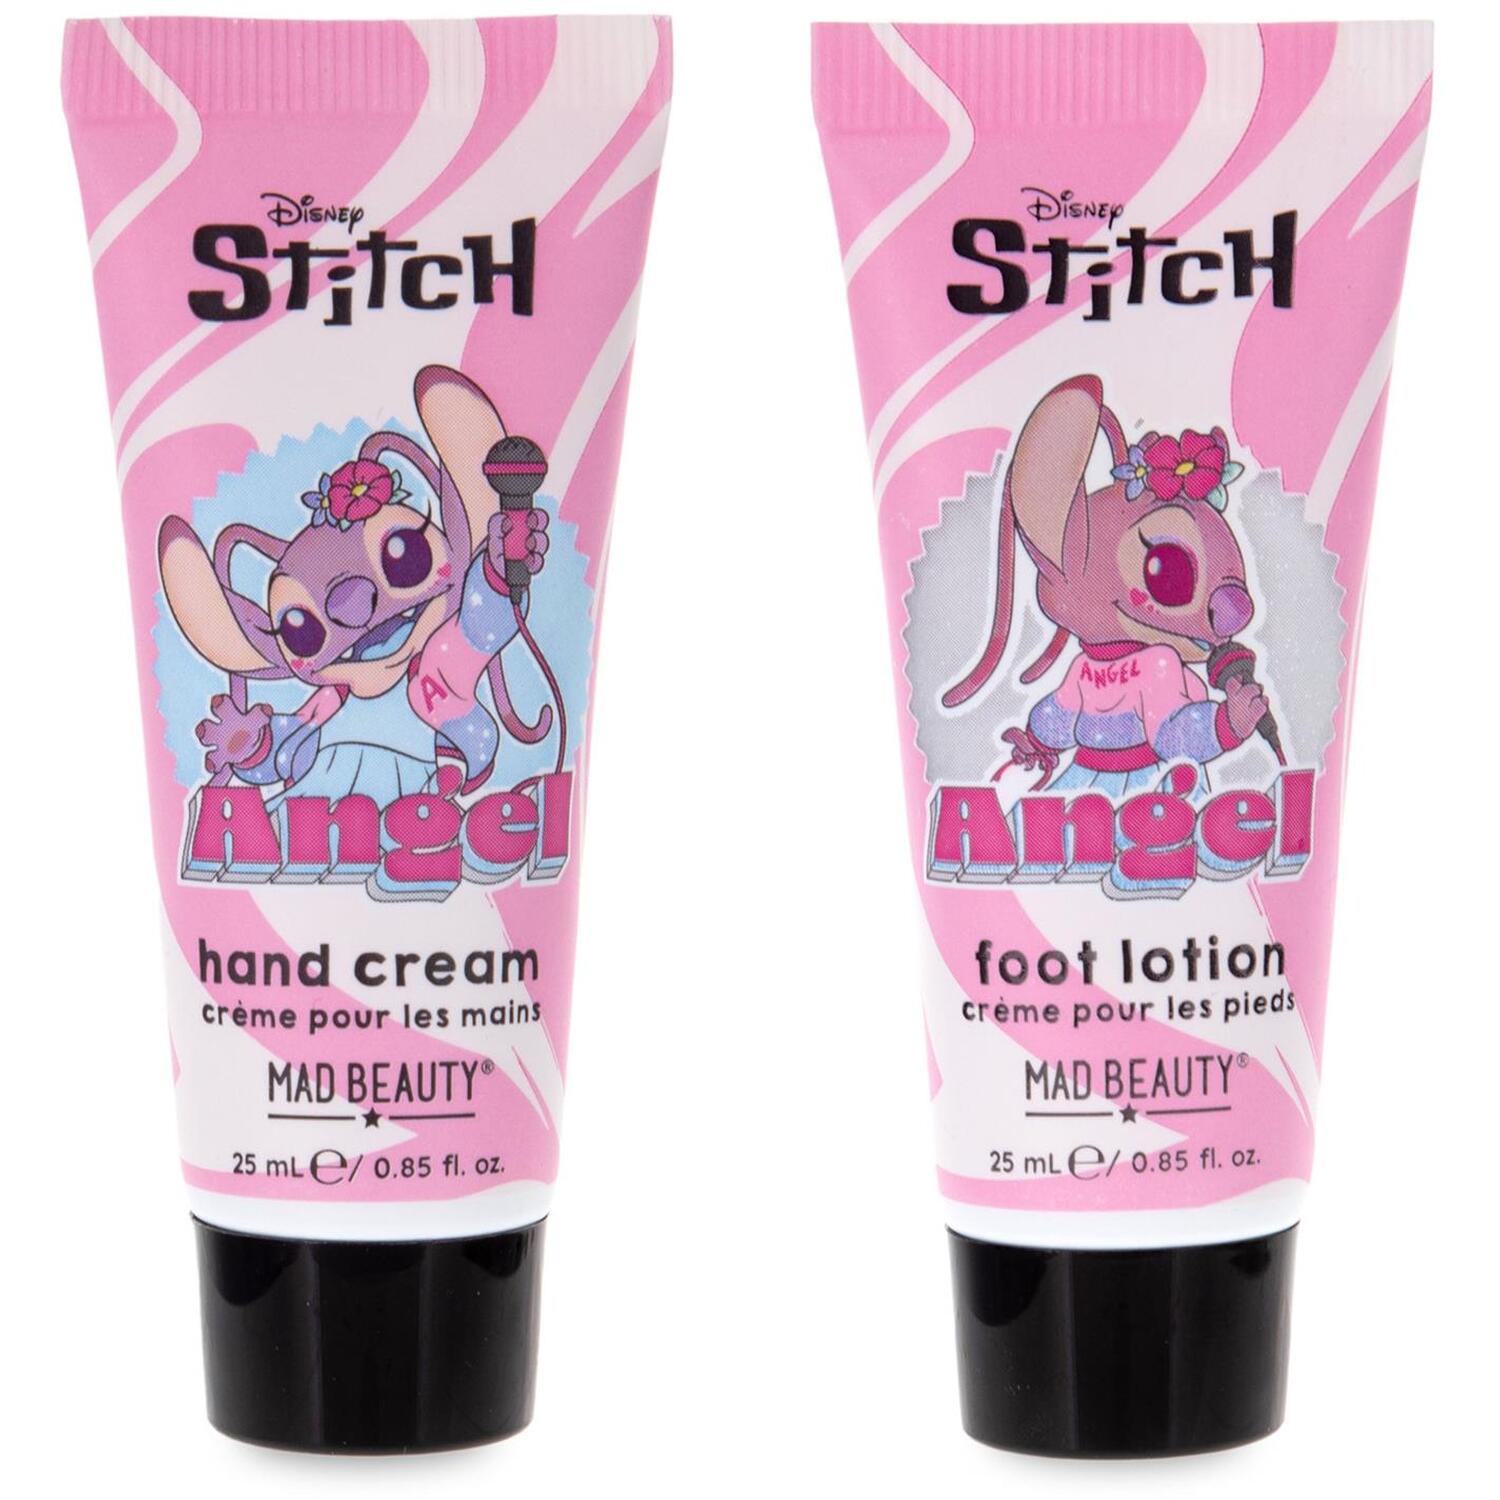 Disney
Stitch
A
Angel
hand cream
crème pour les mains
MAD BEAUTY®
25 mL ℮/ 0.85 fl. oz.
Disney
Stitch
ANGEL
Angel
foot lotion
crème pour les pieds
MAD BEAUTY®
25 mL ℮/ 0.85 fl. oz.